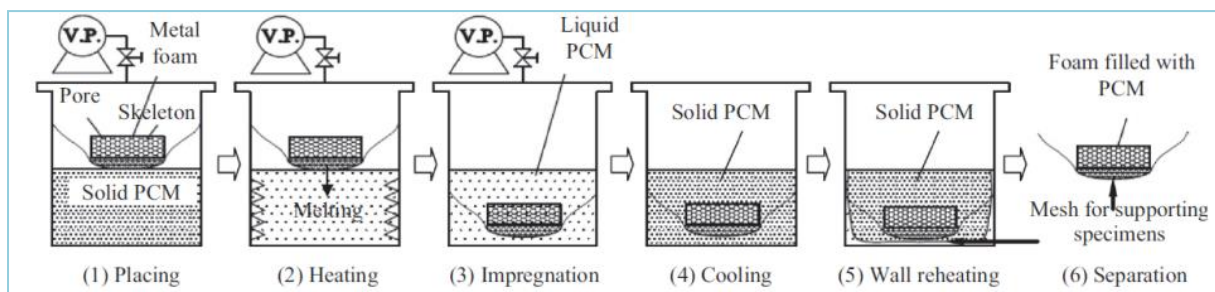 V.P.
Metal
foam
Pore
Skeleton
Solid PCM
(1) Placing
V.P.
Melting
(2) Heating
V.P.
Liquid
PCM
(3) Impregnation
Solid PCM
(4) Cooling
Solid PCM
(5) Wall reheating
Foam filled with
PCM
Mesh for supporting
specimens
(6) Separation